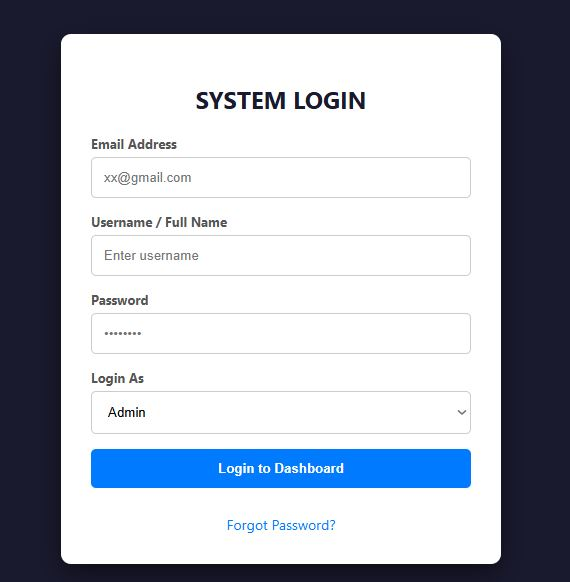 SYSTEM LOGIN
Email Address
xx@gmail.com
Username / Full Name
Enter username
Password
••••••••
Login As
Admin
Login to Dashboard
Forgot Password?